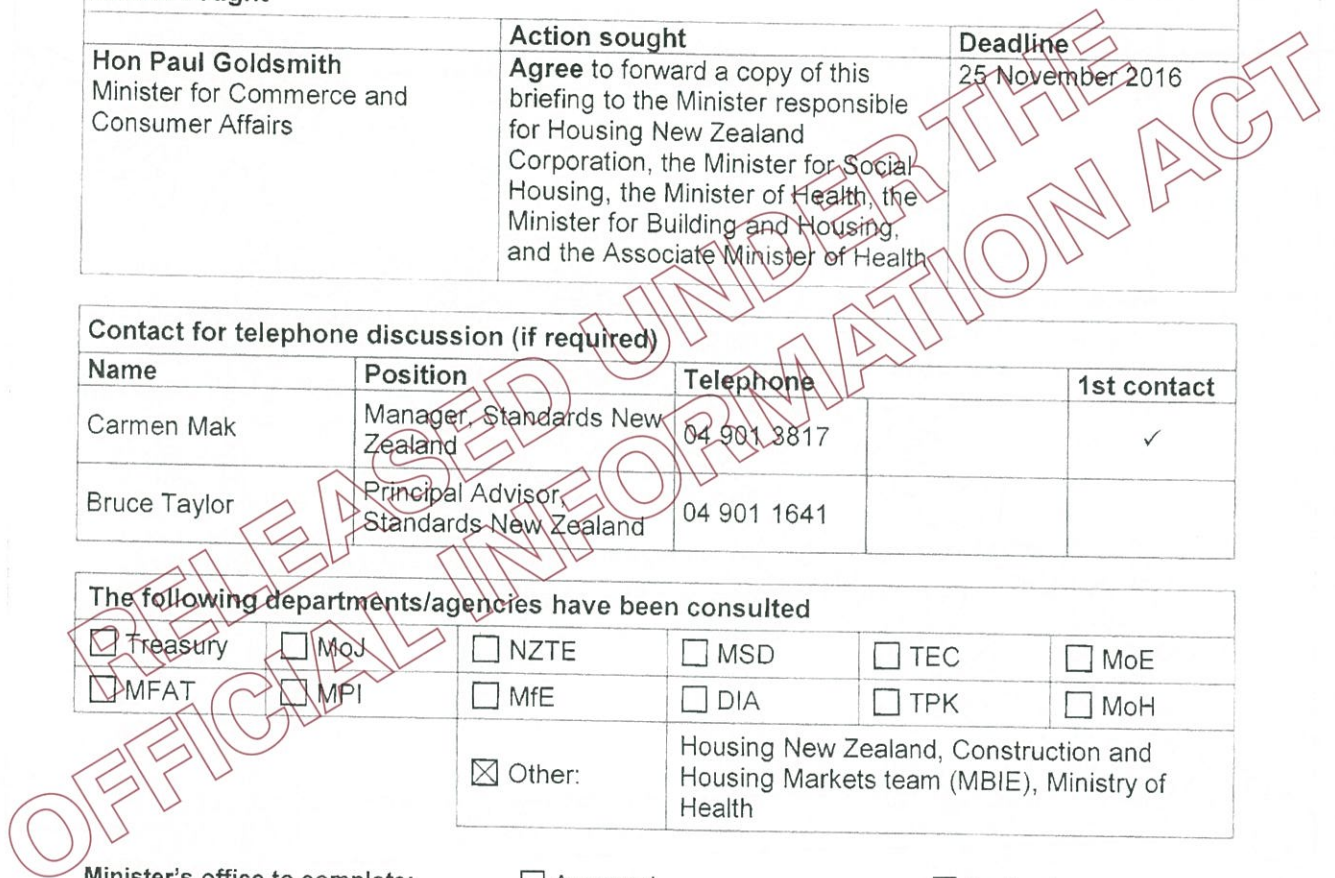 Action sought
Deadline
Hon Paul Goldsmith
Minister for Commerce and
Consumer Affairs
Agree to forward a copy of this
briefing to the Minister responsible
for Housing New Zealand
Corporation, the Minister for Social
Housing, the Minister of Health, the
Minister for Building and Housing,
and the Associate Minister of Health
25 November 2016
Contact for telephone discussion (if required)
Name
Position
Telephone
1st contact
Carmen Mak
Manager, Standards New
Zealand
04 901 3817
✓
Bruce Taylor
Principal Advisor,
Standards New Zealand
04 901 1641
The following departments/agencies have been consulted
☐ Treasury ☐ MoJ ☐ NZTE ☐ MSD ☐ TEC ☐ MoE
☐ MFAT ☐ MPI ☐ MfE ☐ DIA ☐ TPK ☐ MoH
☒ Other:
Housing New Zealand, Construction and
Housing Markets team (MBIE), Ministry of
Health
Minister's office to complete:
RELEASED UNDER THE
OFFICIAL INFORMATION ACT